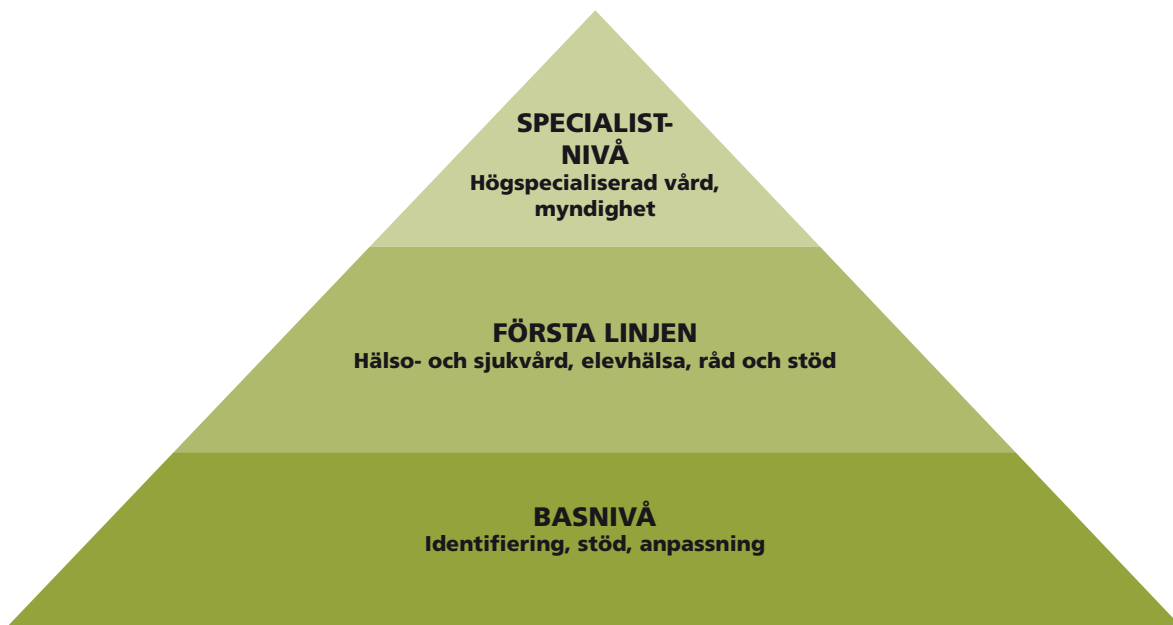 SPECIALIST-
NIVÅ
Högspecialiserad vård,
myndighet
FÖRSTA LINJEN
Hälso- och sjukvård, elevhälsa, råd och stöd
BASNIVÅ
Identifiering, stöd, anpassning